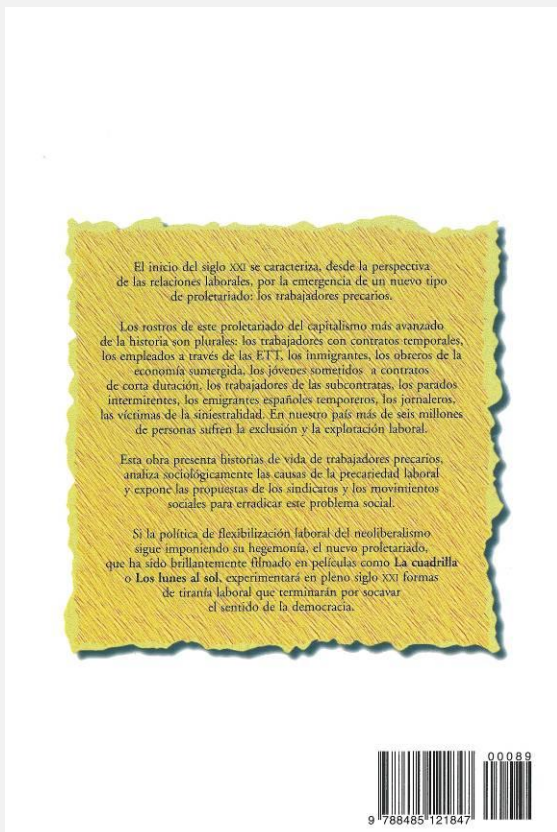 El inicio del siglo XXI se caracteriza, desde la perspectiva
de las relaciones laborales, por la emergencia de un nuevo tipo
de proletariado: los trabajadores precarios.
Los rostros de este proletariado del capitalismo más avanzado
de la historia son plurales: los trabajadores con contratos temporales,
los empleados a través de las ETT, los inmigrantes, los obreros de la
economía sumergida, los jóvenes sometidos a contratos
de corta duración, los trabajadores de las subcontratas, los parados
intermitentes, los emigrantes españoles temporeros, los jornaleros,
las víctimas de la siniestralidad. En nuestro país más de seis millones
de personas sufren la exclusión y la explotación laboral.
Esta obra presenta historias de vida de trabajadores precarios,
analiza sociológicamente las causas de la precariedad laboral
y expone las propuestas de los sindicatos y los movimientos
sociales para erradicar este problema social.
Si la política de flexibilización laboral del neoliberalismo
sigue imponiendo su hegemonía, el nuevo proletariado,
que ha sido brillantemente filmado en películas como La cuadrilla
o Los lunes al sol, experimentará en pleno siglo XXI formas
de tiranía laboral que terminarán por socavar
el sentido de la democracia.
00089
9 788485 121847